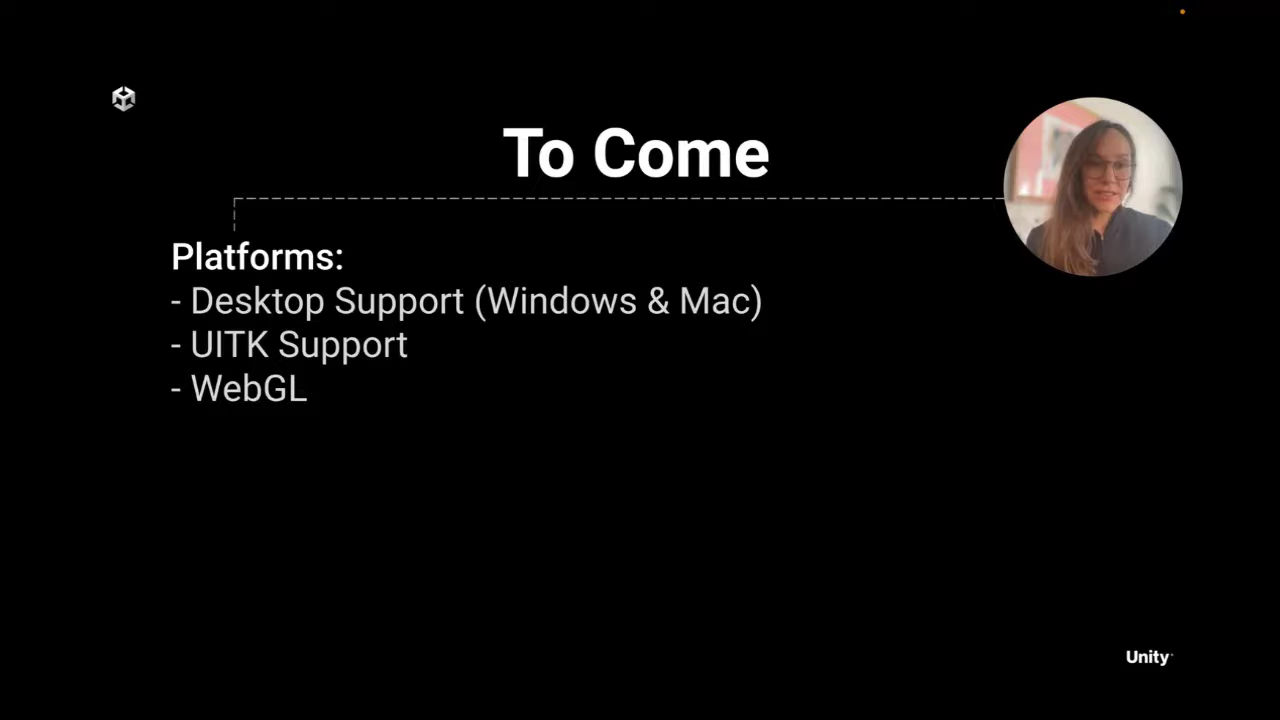 To Come
Platforms:
- Desktop Support (Windows & Mac)
- UITK Support
- WebGL
Unity